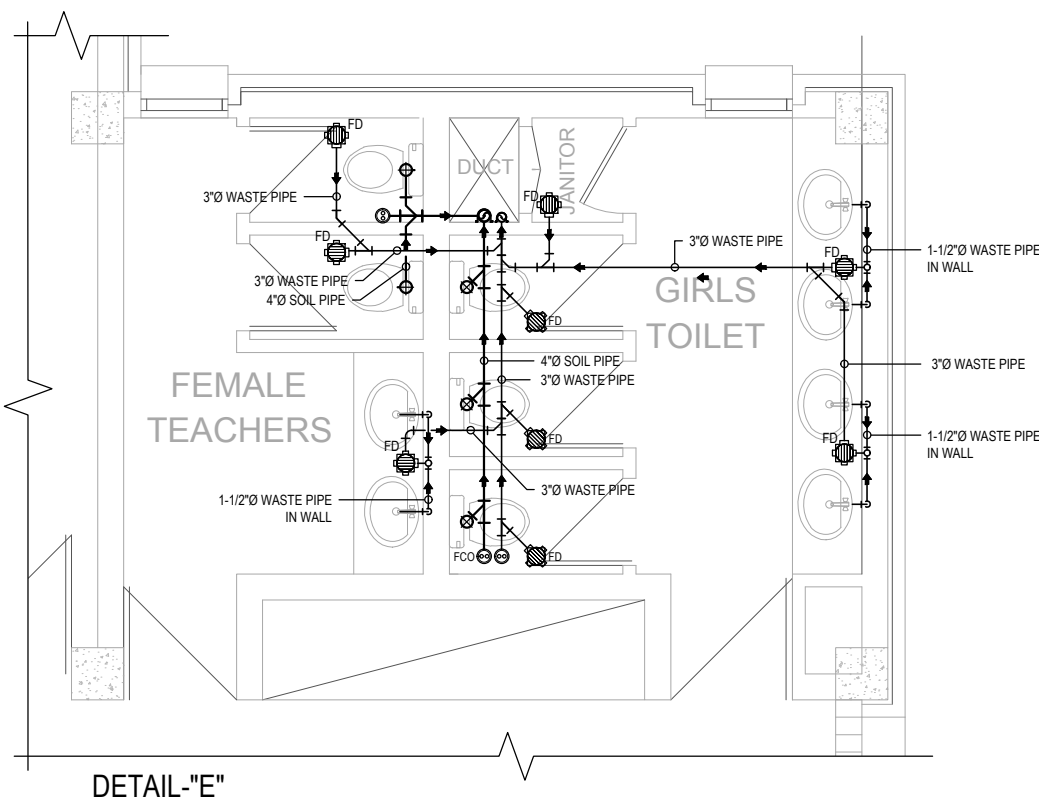 FD
DUCT
JANITOR
3"Ø WASTE PIPE
FD
FD
3"Ø WASTE PIPE
1-1/2"Ø WASTE PIPE
IN WALL
FD
FD
3"Ø WASTE PIPE
4"Ø SOIL PIPE
GIRLS
TOILET
FD
4"Ø SOIL PIPE
3"Ø WASTE PIPE
3"Ø WASTE PIPE
FEMALE
TEACHERS
FD
FD
FD
1-1/2"Ø WASTE PIPE
IN WALL
3"Ø WASTE PIPE
1-1/2"Ø WASTE PIPE
IN WALL
FCO
FD
DETAIL-"E"